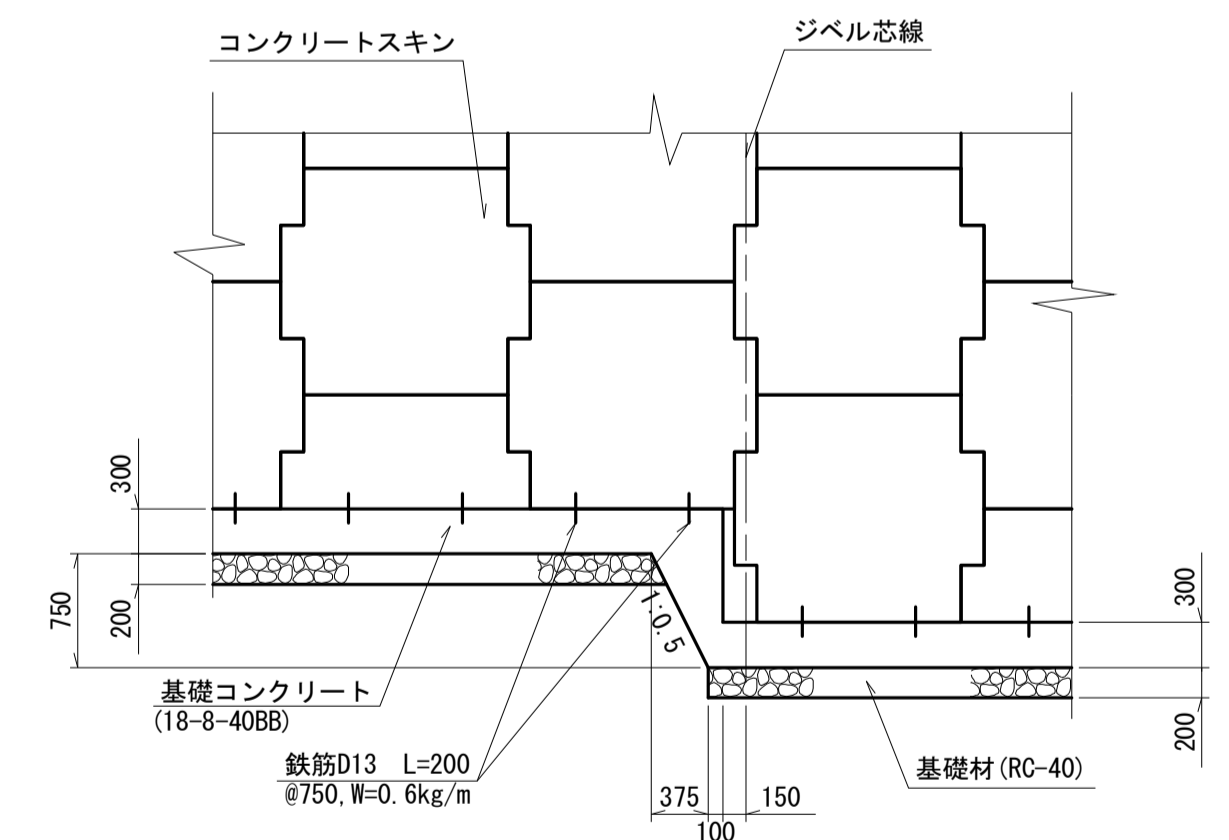 コンクリートスキン
ジベル芯線
300
750
200
1:0.5
300
200
基礎コンクリート
(18-8-40BB)
鉄筋D13 L=200
@750,W=0.6kg/m
基礎材(RC-40)
375
150
100